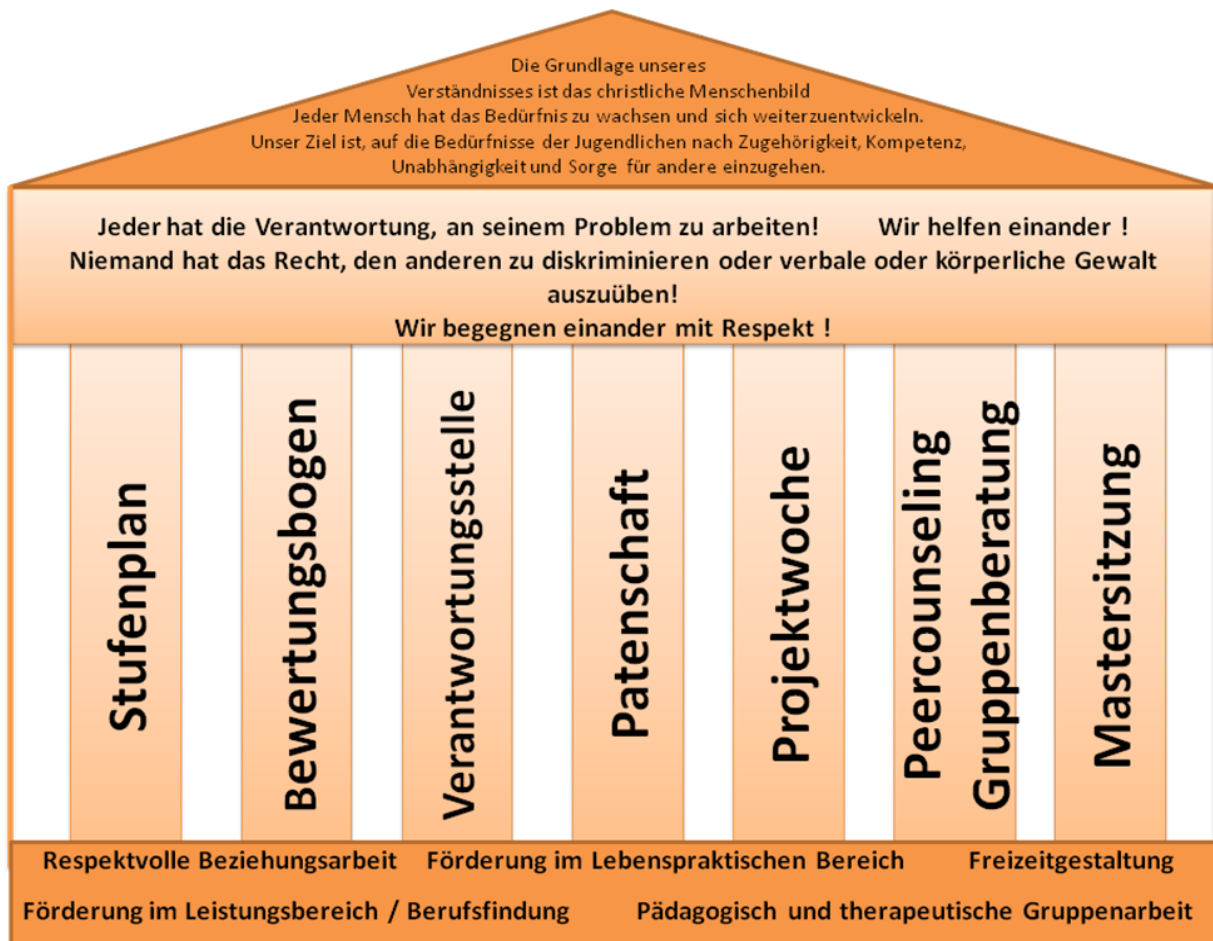 Die Grundlage unseres
Verständnisses ist das christliche Menschenbild
Jeder Mensch hat das Bedürfnis zu wachsen und sich weiterzuentwickeln.
Unser Ziel ist, auf die Bedürfnisse der Jugendlichen nach Zugehörigkeit, Kompetenz,
Unabhängigkeit und Sorge für andere einzugehen.
Jeder hat die Verantwortung, an seinem Problem zu arbeiten! Wir helfen einander !
Niemand hat das Recht, den anderen zu diskriminieren oder verbale oder körperliche Gewalt
auszuüben!
Wir begegnen einander mit Respekt !
Stufenplan
Bewertungsbogen
Verantwortungsstelle
Patenschaft
Projektwoche
Peercounseling
Gruppenberatung
Mastersitzung
Respektvolle Beziehungsarbeit Förderung im Lebenspraktischen Bereich Freizeitgestaltung
Förderung im Leistungsbereich / Berufsfindung Pädagogisch und therapeutische Gruppenarbeit